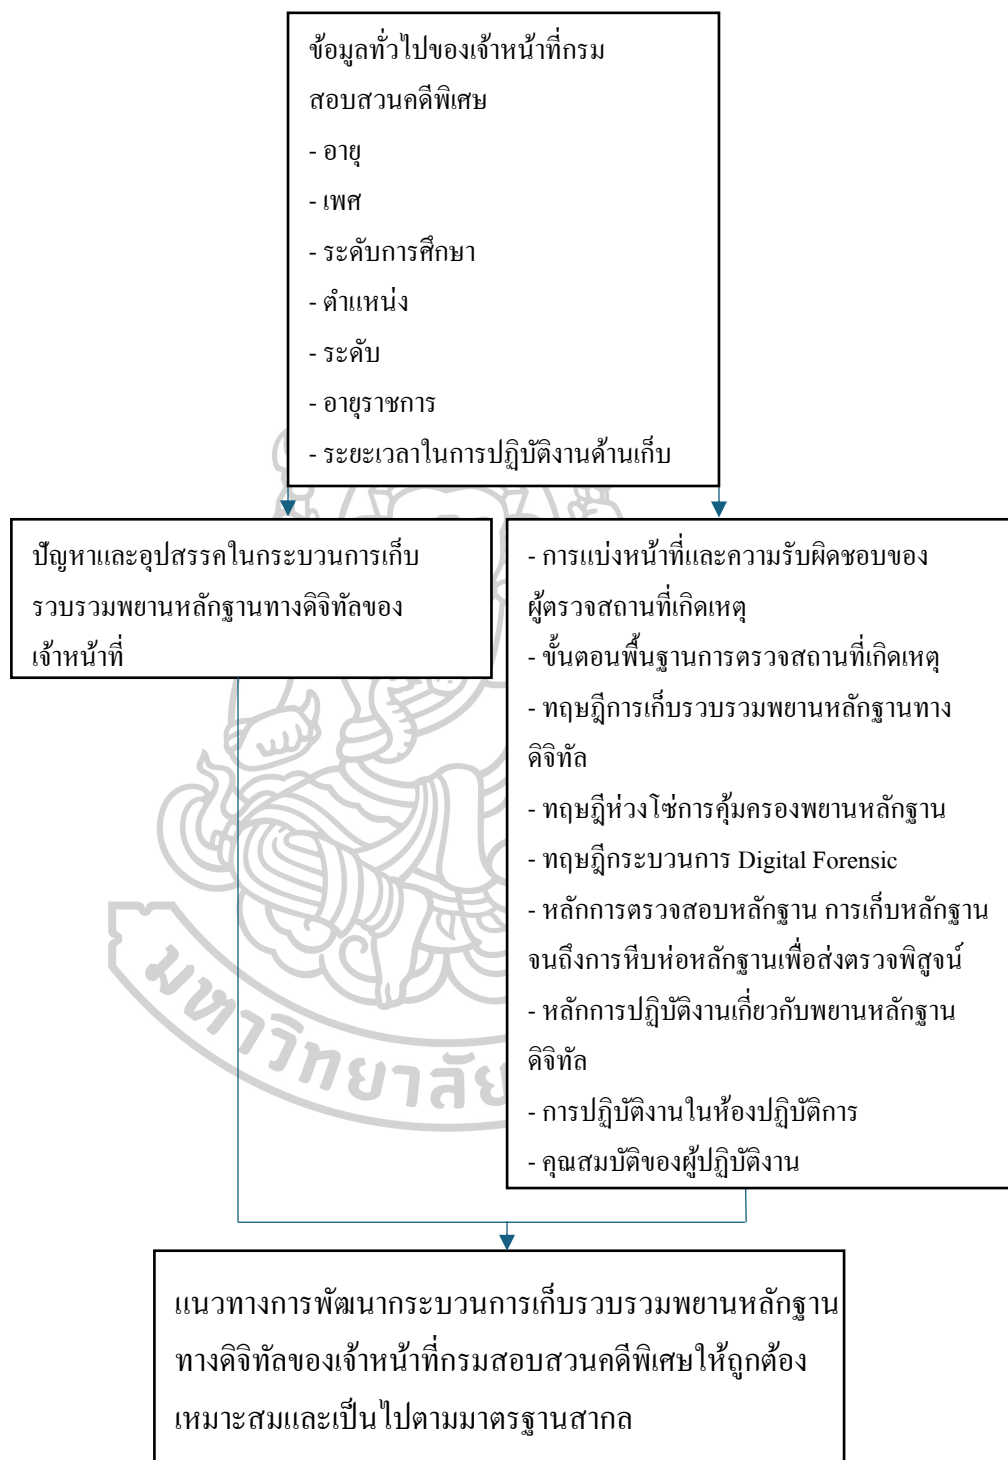 ข้อมูลทั่วไปของเจ้าหน้าที่กรม
สอบสวนคดีพิเศษ
- อายุ
- เพศ
- ระดับการศึกษา
- ตำแหน่ง
- ระดับ
- อายุราชการ
- ระยะเวลาในการปฏิบัติงานด้านเก็บ
ปัญหาและอุปสรรคในกระบวนการเก็บ
รวบรวมพยานหลักฐานทางดิจิทัลของ
เจ้าหน้าที่
- การแบ่งหน้าที่และความรับผิดชอบของ
ผู้ตรวจสถานที่เกิดเหตุ
- ขั้นตอนพื้นฐานการตรวจสถานที่เกิดเหตุ
- ทฤษฎีการเก็บรวบรวมพยานหลักฐานทาง
ดิจิทัล
- ทฤษฎีห่วงโซ่การคุ้มครองพยานหลักฐาน
- ทฤษฎีกระบวนการ Digital Forensic
- หลักการตรวจสอบหลักฐาน การเก็บหลักฐาน
จนถึงการหีบห่อหลักฐานเพื่อส่งตรวจพิสูจน์
- หลักการปฏิบัติงานเกี่ยวกับพยานหลักฐาน
ดิจิทัล
- การปฏิบัติงานในห้องปฏิบัติการ
- คุณสมบัติของผู้ปฏิบัติงาน
มหาวิทยาลัย
แนวทางการพัฒนากระบวนการเก็บรวบรวมพยานหลักฐาน
ทางดิจิทัลของเจ้าหน้าที่กรมสอบสวนคดีพิเศษให้ถูกต้อง
เหมาะสมและเป็นไปตามมาตรฐานสากล